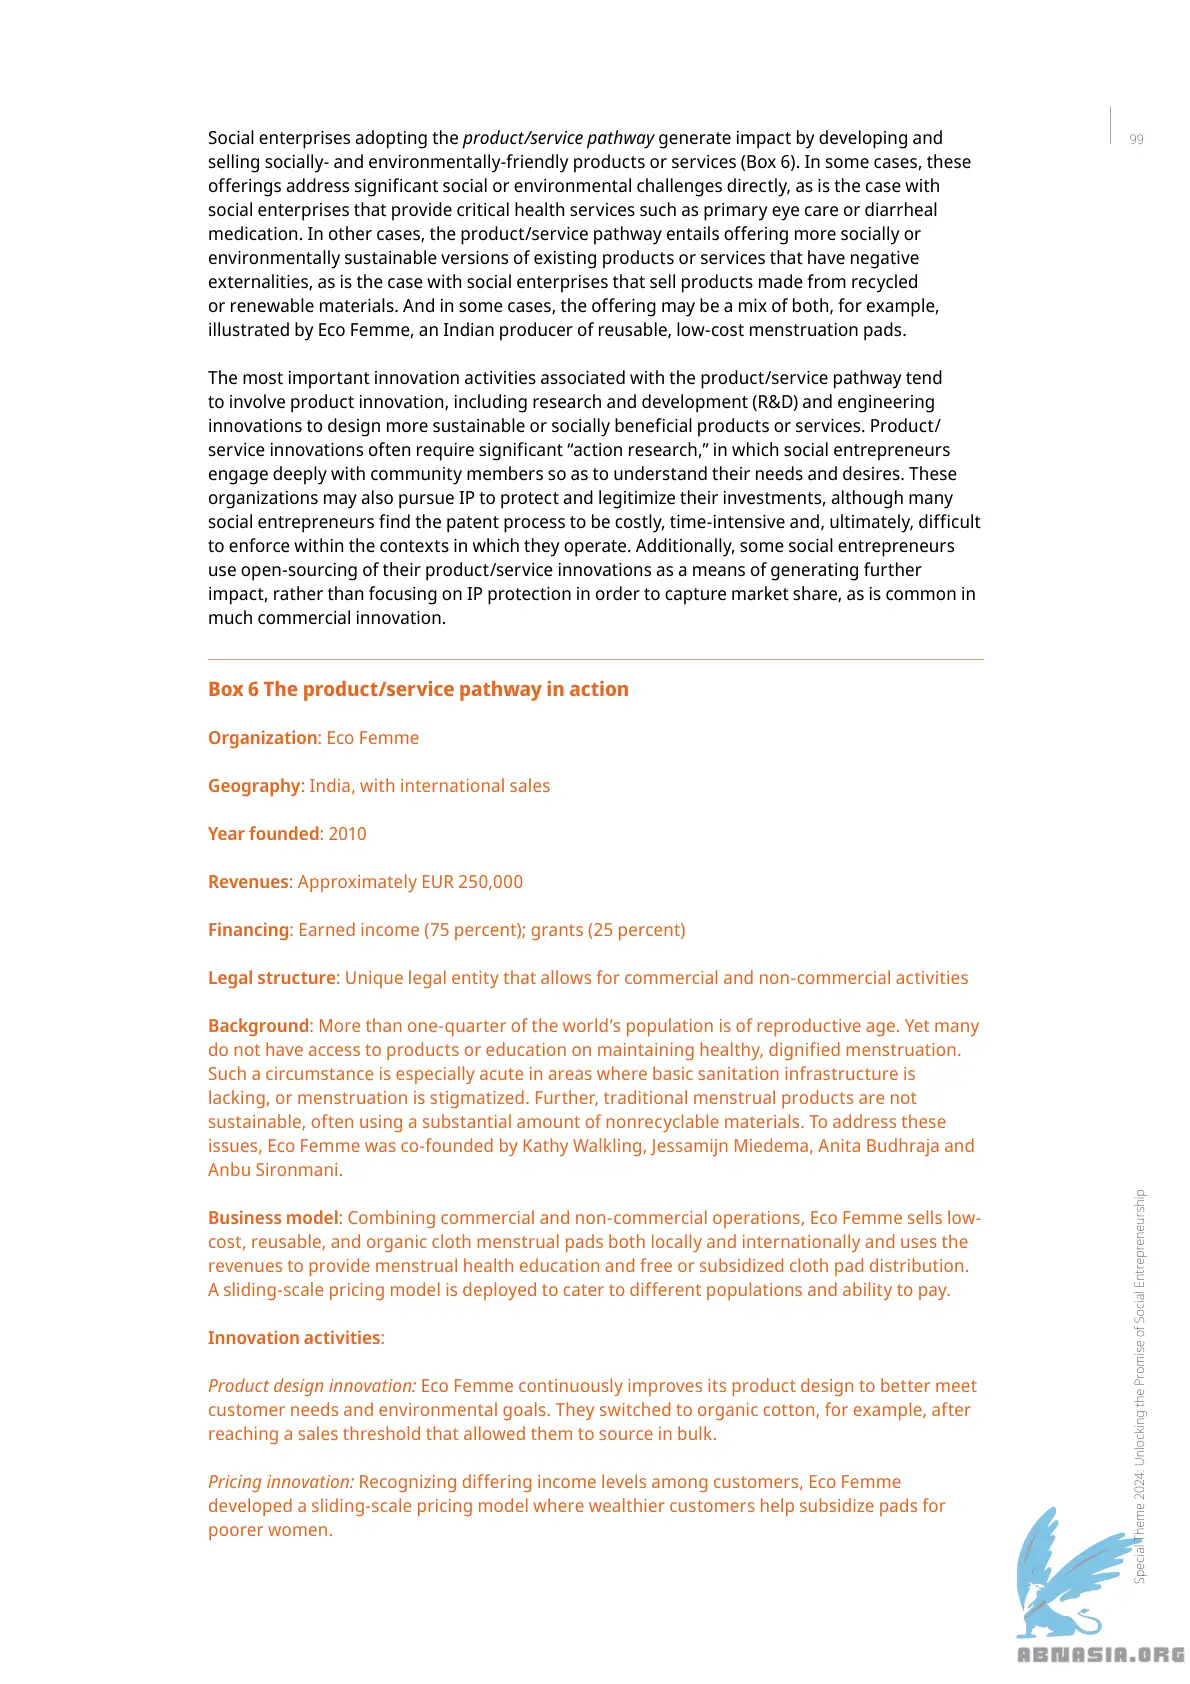 99
Social enterprises adopting the product/service pathway generate impact by developing and
selling socially- and environmentally-friendly products or services (Box 6). In some cases, these
offerings address significant social or environmental challenges directly, as is the case with
social enterprises that provide critical health services such as primary eye care or diarrheal
medication. In other cases, the product/service pathway entails offering more socially or
environmentally sustainable versions of existing products or services that have negative
externalities, as is the case with social enterprises that sell products made from recycled
or renewable materials. And in some cases, the offering may be a mix of both, for example,
illustrated by Eco Femme, an Indian producer of reusable, low-cost menstruation pads.
The most important innovation activities associated with the product/service pathway tend
to involve product innovation, including research and development (R&D) and engineering
innovations to design more sustainable or socially beneficial products or services. Product/
service innovations often require significant “action research,” in which social entrepreneurs
engage deeply with community members so as to understand their needs and desires. These
organizations may also pursue IP to protect and legitimize their investments, although many
social entrepreneurs find the patent process to be costly, time-intensive and, ultimately, difficult
to enforce within the contexts in which they operate. Additionally, some social entrepreneurs
use open-sourcing of their product/service innovations as a means of generating further
impact, rather than focusing on IP protection in order to capture market share, as is common in
much commercial innovation.
Box 6 The product/service pathway in action
Organization: Eco Femme
Geography: India, with international sales
Year founded: 2010
Revenues: Approximately EUR 250,000
Financing: Earned income (75 percent); grants (25 percent)
Legal structure: Unique legal entity that allows for commercial and non-commercial activities
Background: More than one-quarter of the world’s population is of reproductive age. Yet many
do not have access to products or education on maintaining healthy, dignified menstruation.
Such a circumstance is especially acute in areas where basic sanitation infrastructure is
lacking, or menstruation is stigmatized. Further, traditional menstrual products are not
sustainable, often using a substantial amount of nonrecyclable materials. To address these
issues, Eco Femme was co-founded by Kathy Walkling, Jessamijn Miedema, Anita Budhraja and
Anbu Sironmani.
Business model: Combining commercial and non-commercial operations, Eco Femme sells low-
cost, reusable, and organic cloth menstrual pads both locally and internationally and uses the
revenues to provide menstrual health education and free or subsidized cloth pad distribution.
A sliding-scale pricing model is deployed to cater to different populations and ability to pay.
Innovation activities:
Product design innovation: Eco Femme continuously improves its product design to better meet
customer needs and environmental goals. They switched to organic cotton, for example, after
reaching a sales threshold that allowed them to source in bulk.
Pricing innovation: Recognizing differing income levels among customers, Eco Femme
developed a sliding-scale pricing model where wealthier customers help subsidize pads for
poorer women.
Special Theme 2024: Unlocking the Promise of Social Entrepreneurship
ABNASIA.ORG